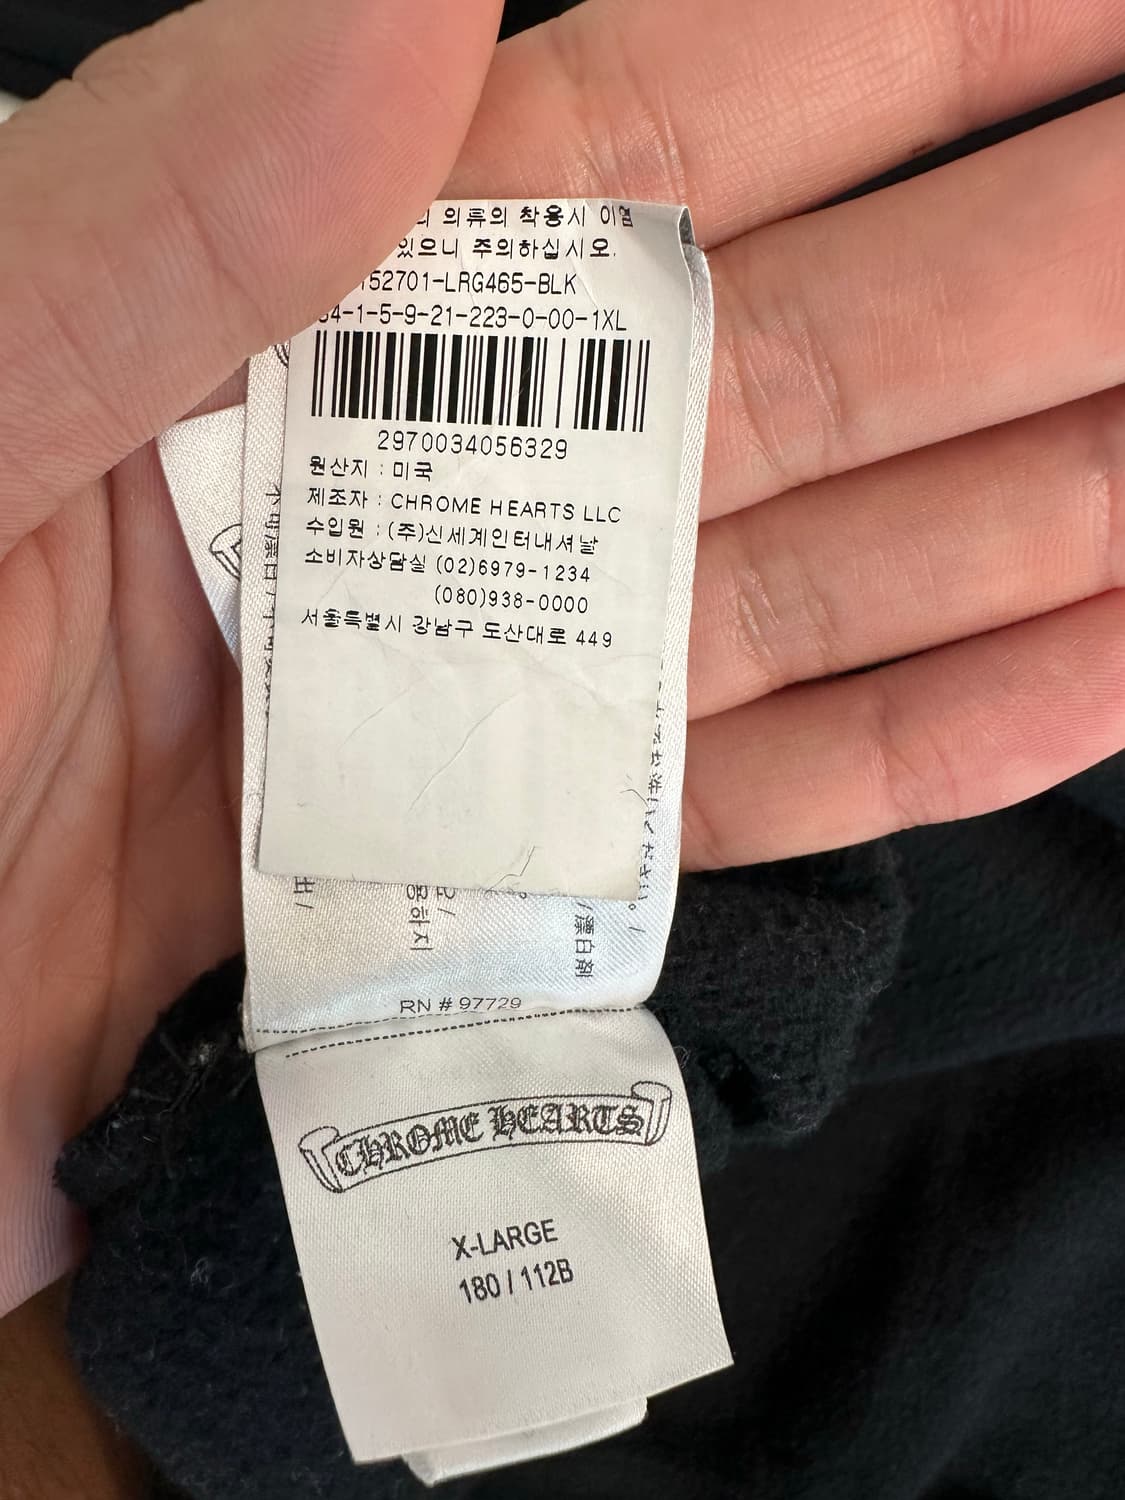 의 의류의 착용시 이염
있으니 주의하십시오.
152701-LRG465-BLK
34-1-5-9-21-223-0-00-1XL
2970034056329
원산지 : 미국
제조자 : CHROME HEARTS LLC
수입원 : (주)신세계인터내셔날
소비자상담실 (02)6979-1234
(080)938-0000
서울특별시 강남구 도산대로 449
/ 漂白剤
RN # 97729
CHROME HEARTS
X-LARGE
180 / 112B